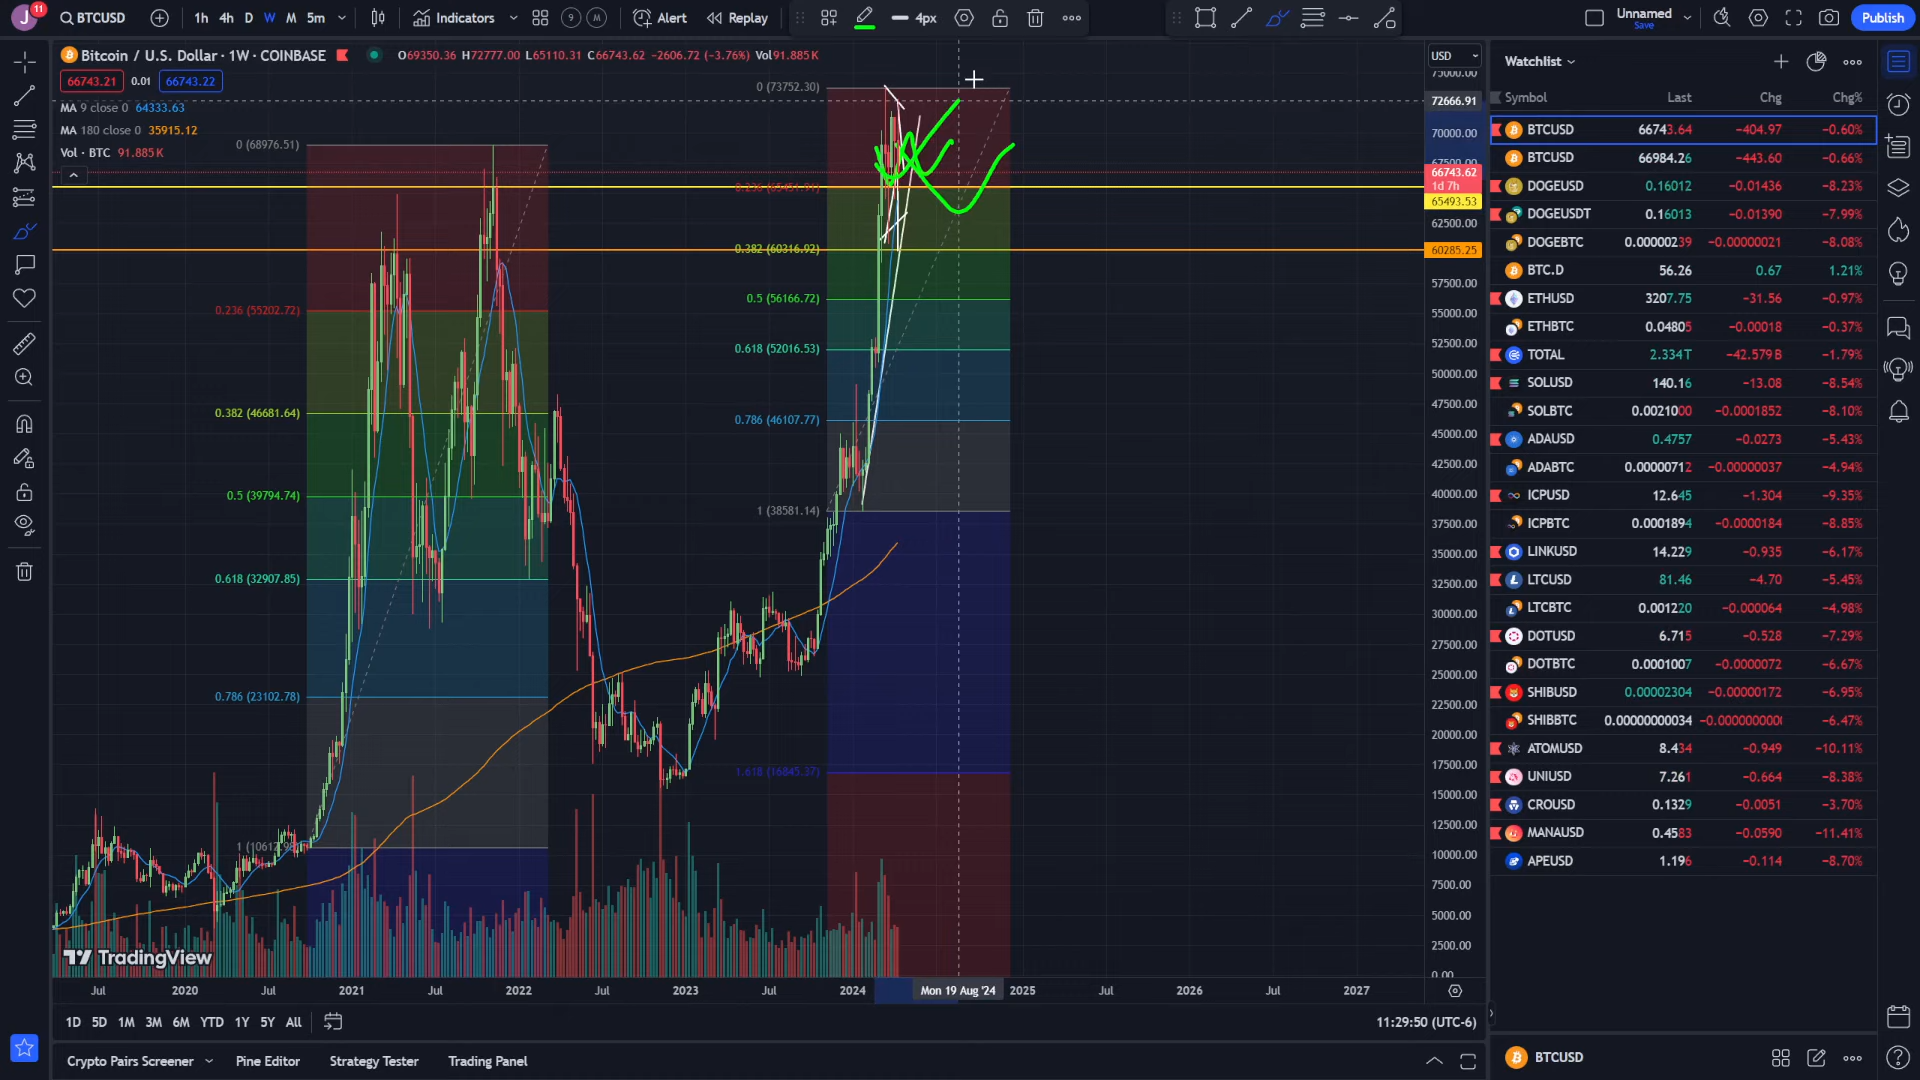 J 11 BTCUSD 1h 4h D W M 5m Indicators 9 M Alert Replay 4px Unnamed Save Publish
Bitcoin / U.S. Dollar · 1W · COINBASE O69350.36 H72777.00 L65110.31 C66743.62 −2606.72 (−3.76%) Vol91.885K
66743.21 0.01 66743.22
MA 9 close 0 64333.63
MA 180 close 0 35915.12
Vol · BTC 91.885K
0 (68976.51)
0.236 (55202.72)
0.382 (46681.64)
0.5 (39794.74)
0.618 (32907.85)
0.786 (23102.78)
0 (73752.30)
0.382 (60316.92)
0.5 (56166.72)
0.618 (52016.53)
0.786 (46107.77)
1 (38581.14)
1.618 (16845.37)
USD
75000.00
72666.91
70000.00
67500.00
66743.62
1d 7h
65493.53
62500.00
60285.25
57500.00
55000.00
52500.00
50000.00
47500.00
45000.00
42500.00
40000.00
37500.00
35000.00
32500.00
30000.00
27500.00
25000.00
22500.00
20000.00
17500.00
15000.00
12500.00
10000.00
7500.00
5000.00
2500.00
0.00
TradingView
Jul 2020 Jul 2021 Jul 2022 Jul 2023 Jul 2024 Mon 19 Aug '24 2025 Jul 2026 Jul 2027
1D 5D 1M 3M 6M YTD 1Y 5Y All 11:29:50 (UTC-6)
Crypto Pairs Screener Pine Editor Strategy Tester Trading Panel
Watchlist
Symbol Last Chg Chg%
BTCUSD 66743.64 −404.97 −0.60%
BTCUSD 66984.26 −443.60 −0.66%
DOGEUSD 0.16012 −0.01436 −8.23%
DOGEUSDT 0.16013 −0.01390 −7.99%
DOGEBTC 0.00000239 −0.00000021 −8.08%
BTC.D 56.26 0.67 1.21%
ETHUSD 3207.75 −31.56 −0.97%
ETHBTC 0.04805 −0.00018 −0.37%
TOTAL 2.334T −42.579B −1.79%
SOLUSD 140.16 −13.08 −8.54%
SOLBTC 0.002100 −0.0001852 −8.10%
ADAUSD 0.4757 −0.0273 −5.43%
ADABTC 0.00000712 −0.00000037 −4.94%
ICPUSD 12.645 −1.304 −9.35%
ICPBTC 0.0001894 −0.0000184 −8.85%
LINKUSD 14.229 −0.935 −6.17%
LTCUSD 81.46 −4.70 −5.45%
LTCBTC 0.001220 −0.000064 −4.98%
DOTUSD 6.715 −0.528 −7.29%
DOTBTC 0.0001007 −0.0000072 −6.67%
SHIBUSD 0.00002304 −0.00000172 −6.95%
SHIBBTC 0.00000000034 −6.47%
ATOMUSD 8.434 −0.949 −10.11%
UNIUSD 7.261 −0.664 −8.38%
CROUSD 0.1329 −0.0051 −3.70%
MANAUSD 0.4583 −0.0590 −11.41%
APEUSD 1.196 −0.114 −8.70%
BTCUSD